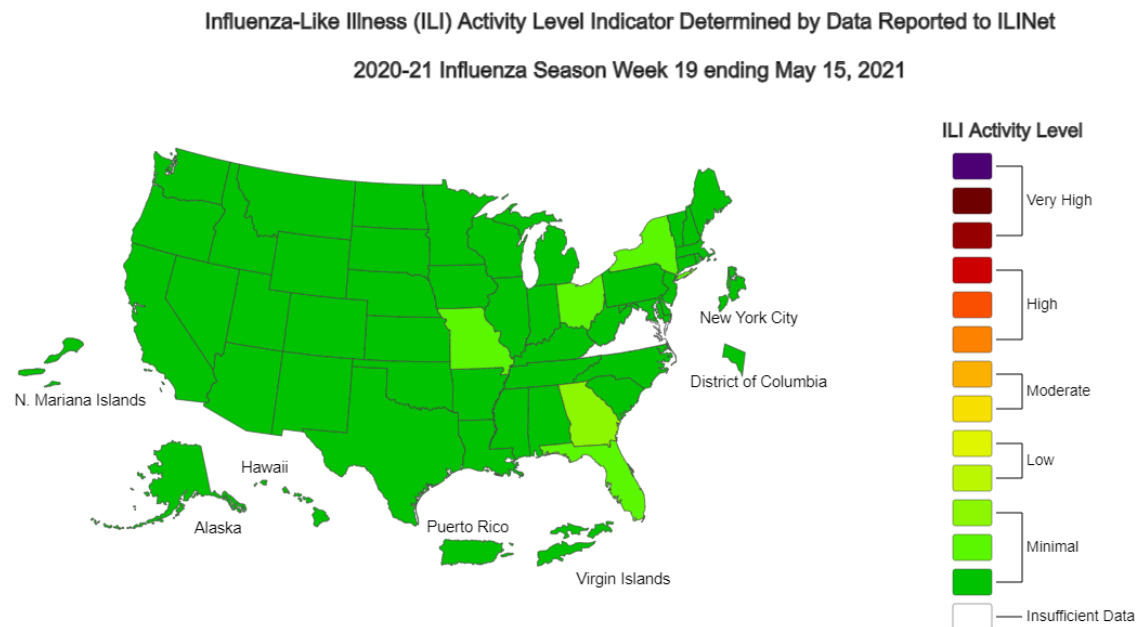 Influenza-Like Illness (ILI) Activity Level Indicator Determined by Data Reported to ILINet
2020-21 Influenza Season Week 19 ending May 15, 2021
ILI Activity Level
Very High
High
Moderate
Low
Minimal
Insufficient Data
New York City
District of Columbia
N. Mariana Islands
Hawaii
Alaska
Puerto Rico
Virgin Islands